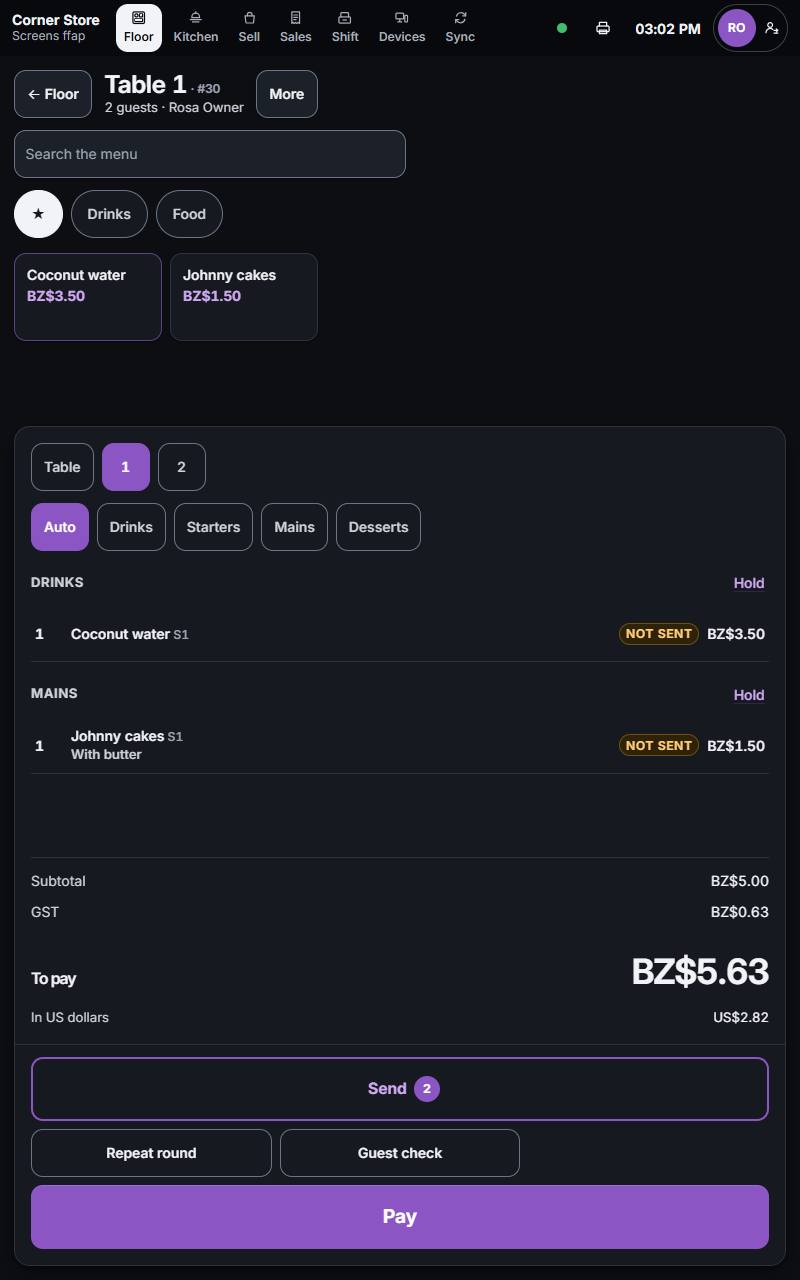 Corner Store
Screens ffap
Floor
Kitchen
Sell
Sales
Shift
Devices
Sync
03:02 PM
RO
← Floor
Table 1 · #30
2 guests · Rosa Owner
More
Search the menu
★
Drinks
Food
Coconut water
BZ$3.50
Johnny cakes
BZ$1.50
Table
1
2
Auto
Drinks
Starters
Mains
Desserts
DRINKS
Hold
1 Coconut water S1 NOT SENT BZ$3.50
MAINS
Hold
1 Johnny cakes S1 NOT SENT BZ$1.50
With butter
Subtotal BZ$5.00
GST BZ$0.63
To pay BZ$5.63
In US dollars US$2.82
Send 2
Repeat round
Guest check
Pay